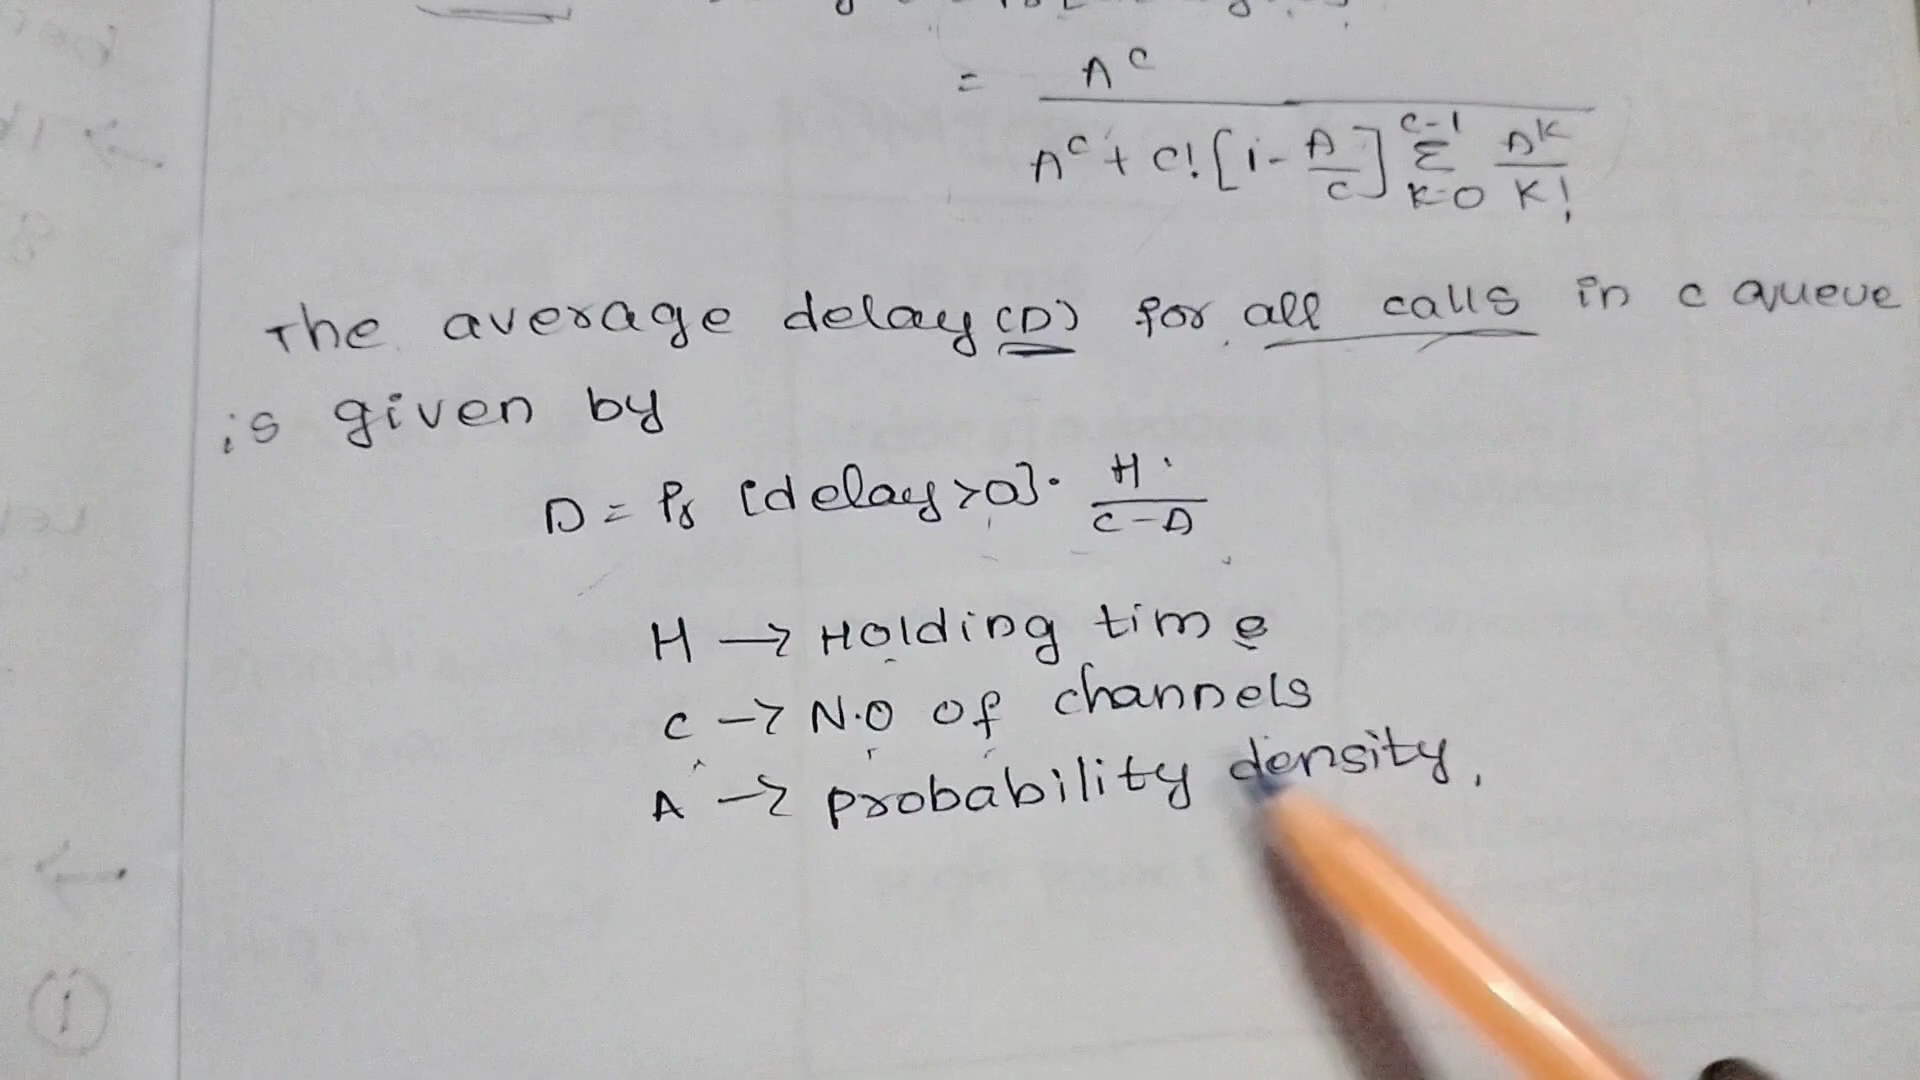 = A^c / (A^c + c! [1 - A/c] Σ_{k=0}^{c-1} A^k/k!)
The average delay (D) for all calls in c queue
is given by
D = Pr [delay >0]. H / (c-A)
H → Holding time
C → N.O of channels
A → probability density.
1